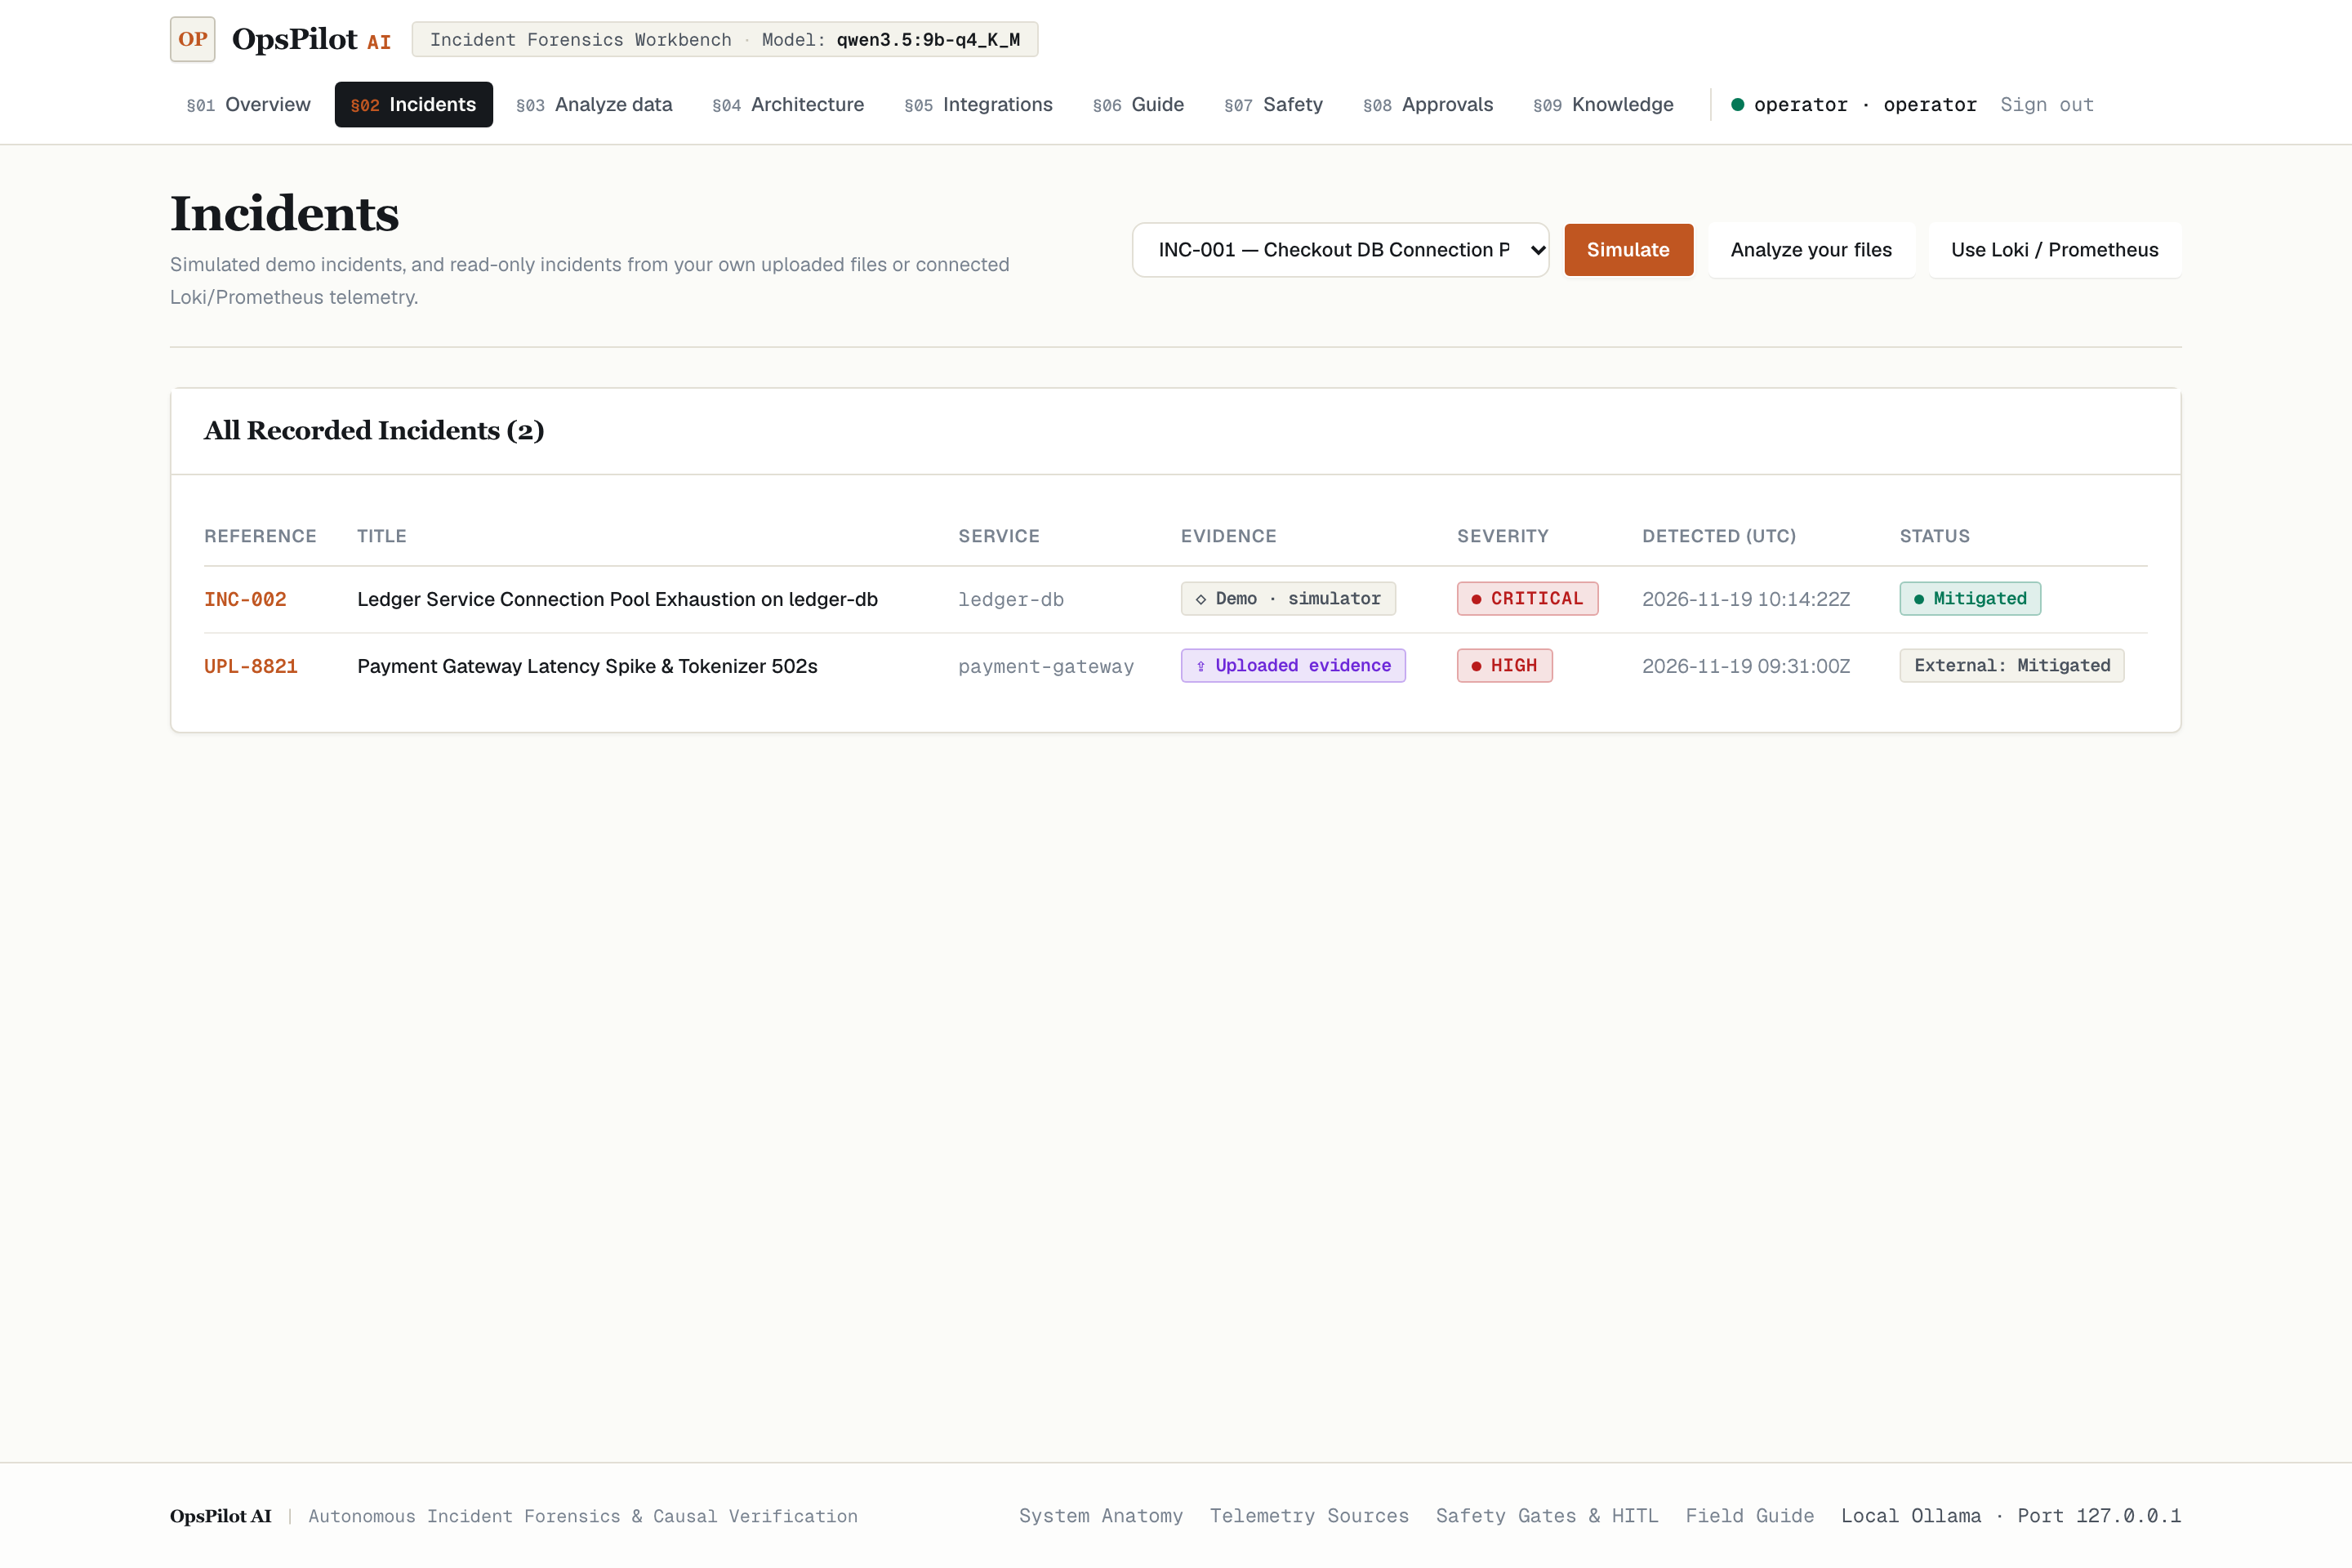 OP OpsPilot AI Incident Forensics Workbench · Model: qwen3.5:9b-q4_K_M
§01 Overview §02 Incidents §03 Analyze data §04 Architecture §05 Integrations §06 Guide §07 Safety §08 Approvals §09 Knowledge operator · operator Sign out
Incidents
Simulated demo incidents, and read-only incidents from your own uploaded files or connected
Loki/Prometheus telemetry.
INC-001 — Checkout DB Connection P Simulate Analyze your files Use Loki / Prometheus
All Recorded Incidents (2)
REFERENCE TITLE SERVICE EVIDENCE SEVERITY DETECTED (UTC) STATUS
INC-002 Ledger Service Connection Pool Exhaustion on ledger-db ledger-db ◇ Demo · simulator ● CRITICAL 2026-11-19 10:14:22Z ● Mitigated
UPL-8821 Payment Gateway Latency Spike & Tokenizer 502s payment-gateway ⇪ Uploaded evidence ● HIGH 2026-11-19 09:31:00Z External: Mitigated
OpsPilot AI | Autonomous Incident Forensics & Causal Verification System Anatomy Telemetry Sources Safety Gates & HITL Field Guide Local Ollama · Port 127.0.0.1